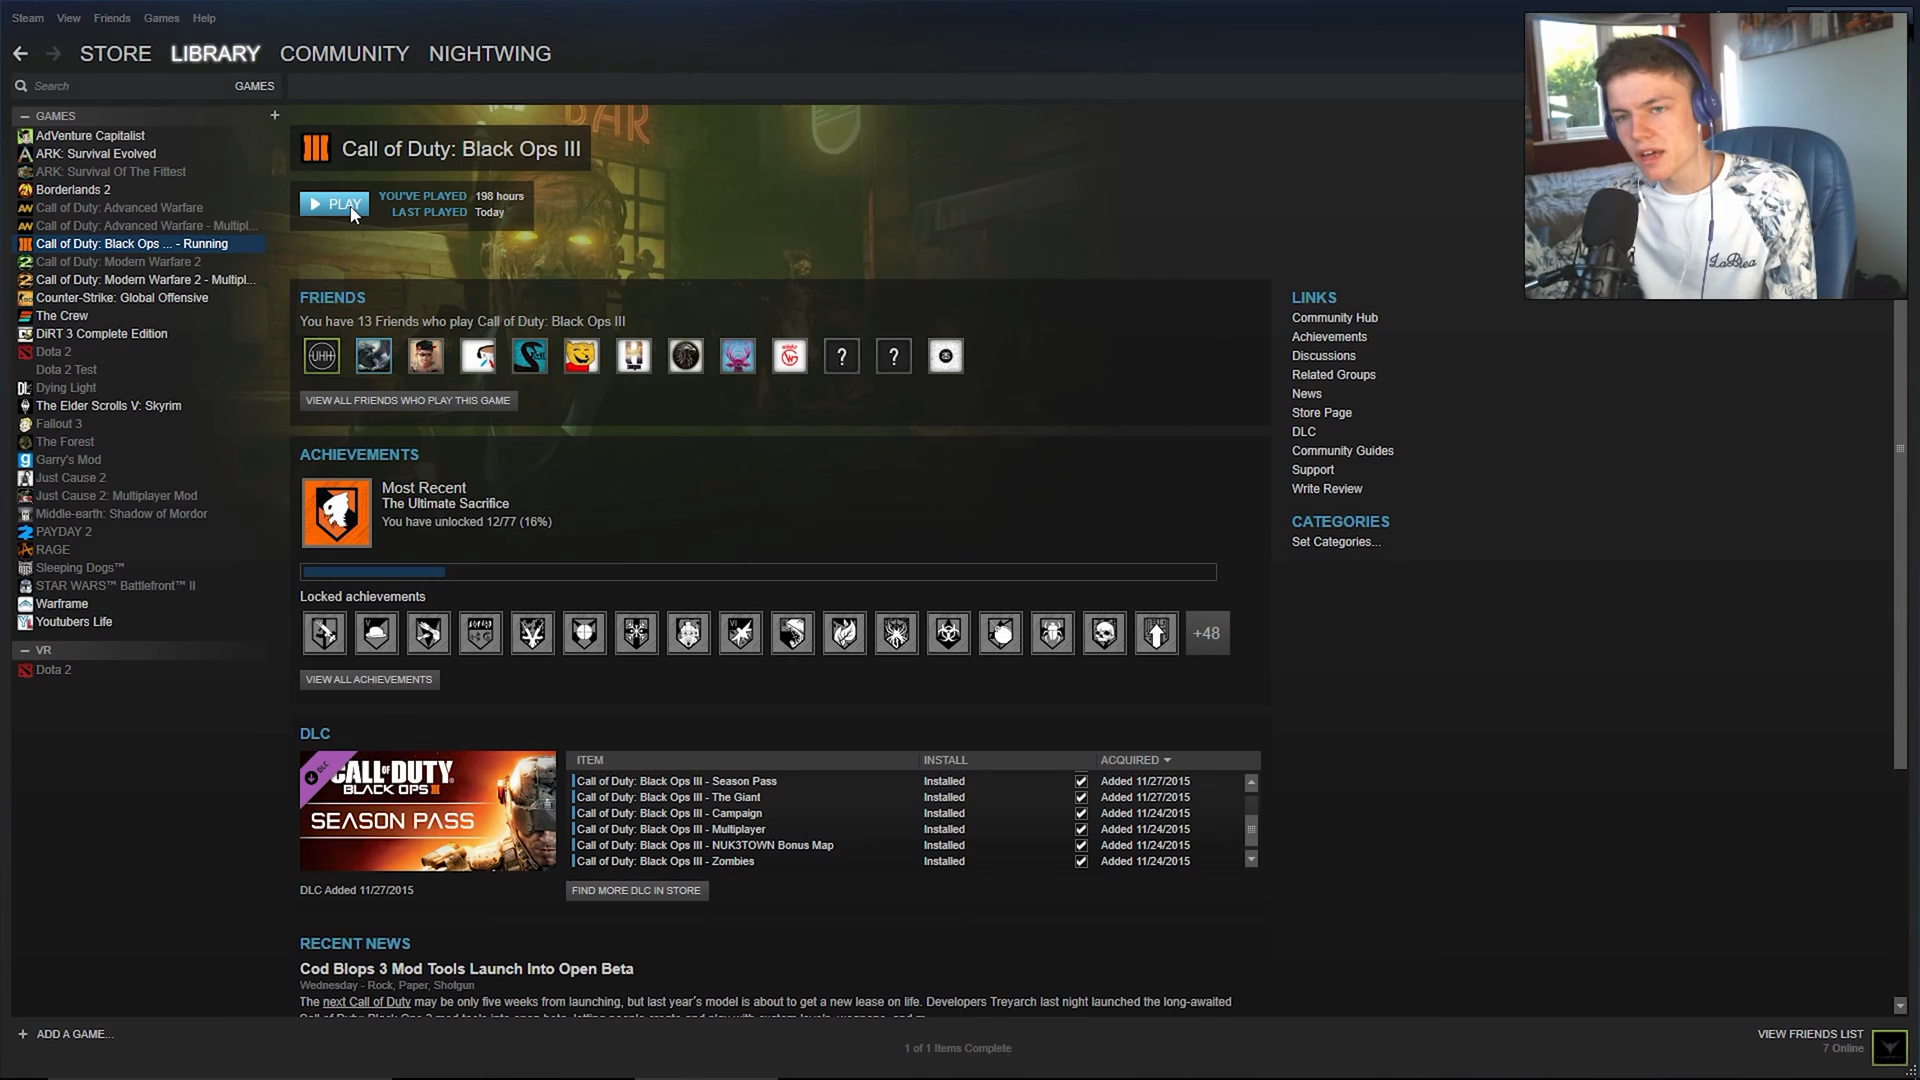 Steam View Friends Games Help
STORE LIBRARY COMMUNITY NIGHTWING
Search GAMES
GAMES
AdVenture Capitalist
ARK: Survival Evolved
ARK: Survival Of The Fittest
Borderlands 2
Call of Duty: Advanced Warfare
Call of Duty: Advanced Warfare - Multipl...
Call of Duty: Black Ops ... - Running
Call of Duty: Modern Warfare 2
Call of Duty: Modern Warfare 2 - Multipl...
Counter-Strike: Global Offensive
The Crew
DiRT 3 Complete Edition
Dota 2
Dota 2 Test
Dying Light
The Elder Scrolls V: Skyrim
Fallout 3
The Forest
Garry's Mod
Just Cause 2
Just Cause 2: Multiplayer Mod
Middle-earth: Shadow of Mordor
PAYDAY 2
RAGE
Sleeping Dogs™
STAR WARS™ Battlefront™ II
Warframe
Youtubers Life
VR
Dota 2
BAR
Call of Duty: Black Ops III
PLAY
YOU'VE PLAYED 198 hours
LAST PLAYED Today
FRIENDS
You have 13 Friends who play Call of Duty: Black Ops III
UHH
? ?
VIEW ALL FRIENDS WHO PLAY THIS GAME
ACHIEVEMENTS
Most Recent
The Ultimate Sacrifice
You have unlocked 12/77 (16%)
Locked achievements
+48
VIEW ALL ACHIEVEMENTS
DLC
DLC
CALL OF DUTY
BLACK OPS III
SEASON PASS
DLC Added 11/27/2015
ITEM INSTALL ACQUIRED
Call of Duty: Black Ops III - Season Pass Installed Added 11/27/2015
Call of Duty: Black Ops III - The Giant Installed Added 11/27/2015
Call of Duty: Black Ops III - Campaign Installed Added 11/24/2015
Call of Duty: Black Ops III - Multiplayer Installed Added 11/24/2015
Call of Duty: Black Ops III - NUK3TOWN Bonus Map Installed Added 11/24/2015
Call of Duty: Black Ops III - Zombies Installed Added 11/24/2015
FIND MORE DLC IN STORE
RECENT NEWS
Cod Blops 3 Mod Tools Launch Into Open Beta
Wednesday - Rock, Paper, Shotgun
The next Call of Duty may be only five weeks from launching, but last year's model is about to get a new lease on life. Developers Treyarch last night launched the long-awaited
LINKS
Community Hub
Achievements
Discussions
Related Groups
News
Store Page
DLC
Community Guides
Support
Write Review
CATEGORIES
Set Categories...
LaBrea
ADD A GAME...
1 of 1 Items Complete
VIEW FRIENDS LIST
7 Online